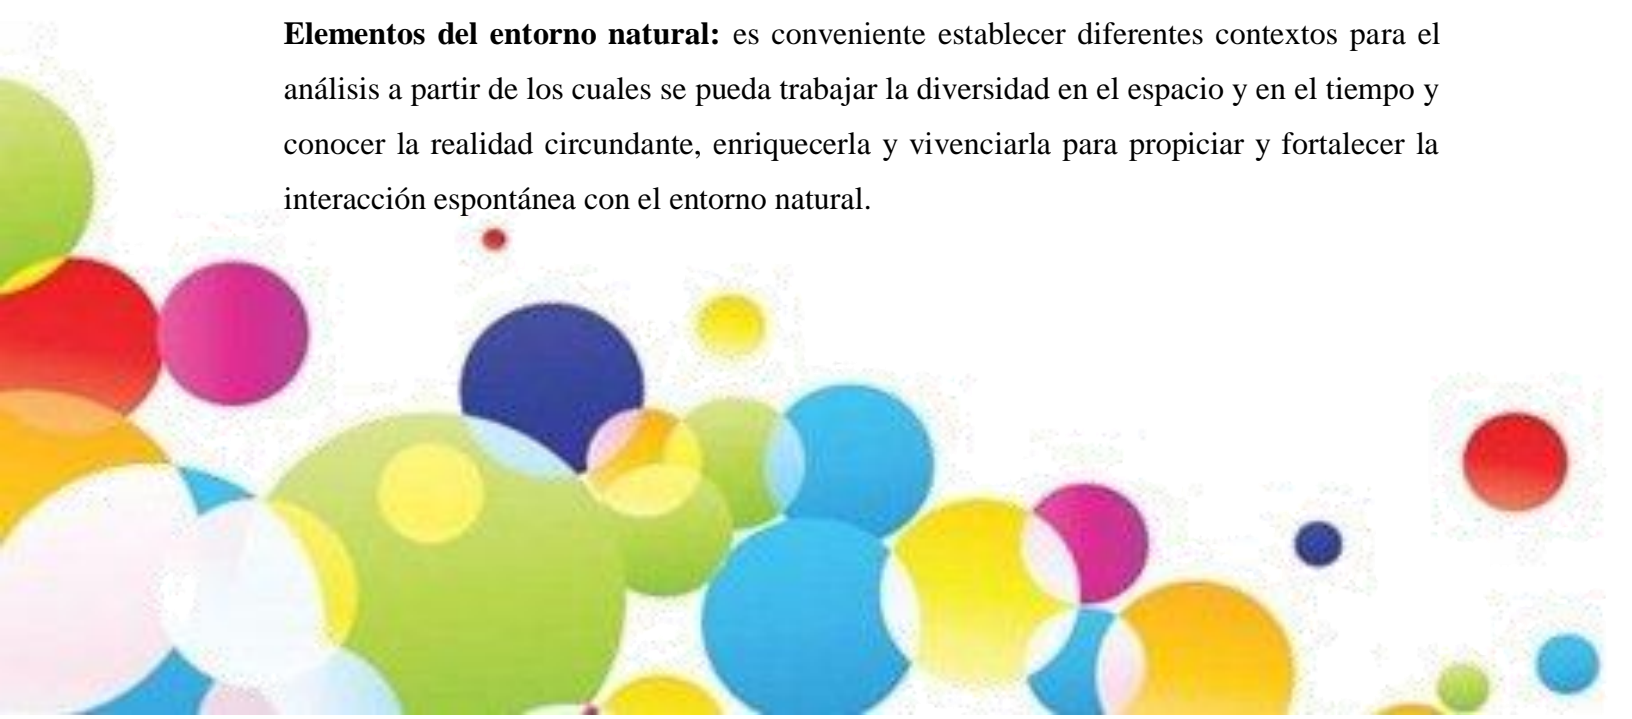 Elementos del entorno natural: es conveniente establecer diferentes contextos para el
análisis a partir de los cuales se pueda trabajar la diversidad en el espacio y en el tiempo y
conocer la realidad circundante, enriquecerla y vivenciarla para propiciar y fortalecer la
interacción espontánea con el entorno natural.